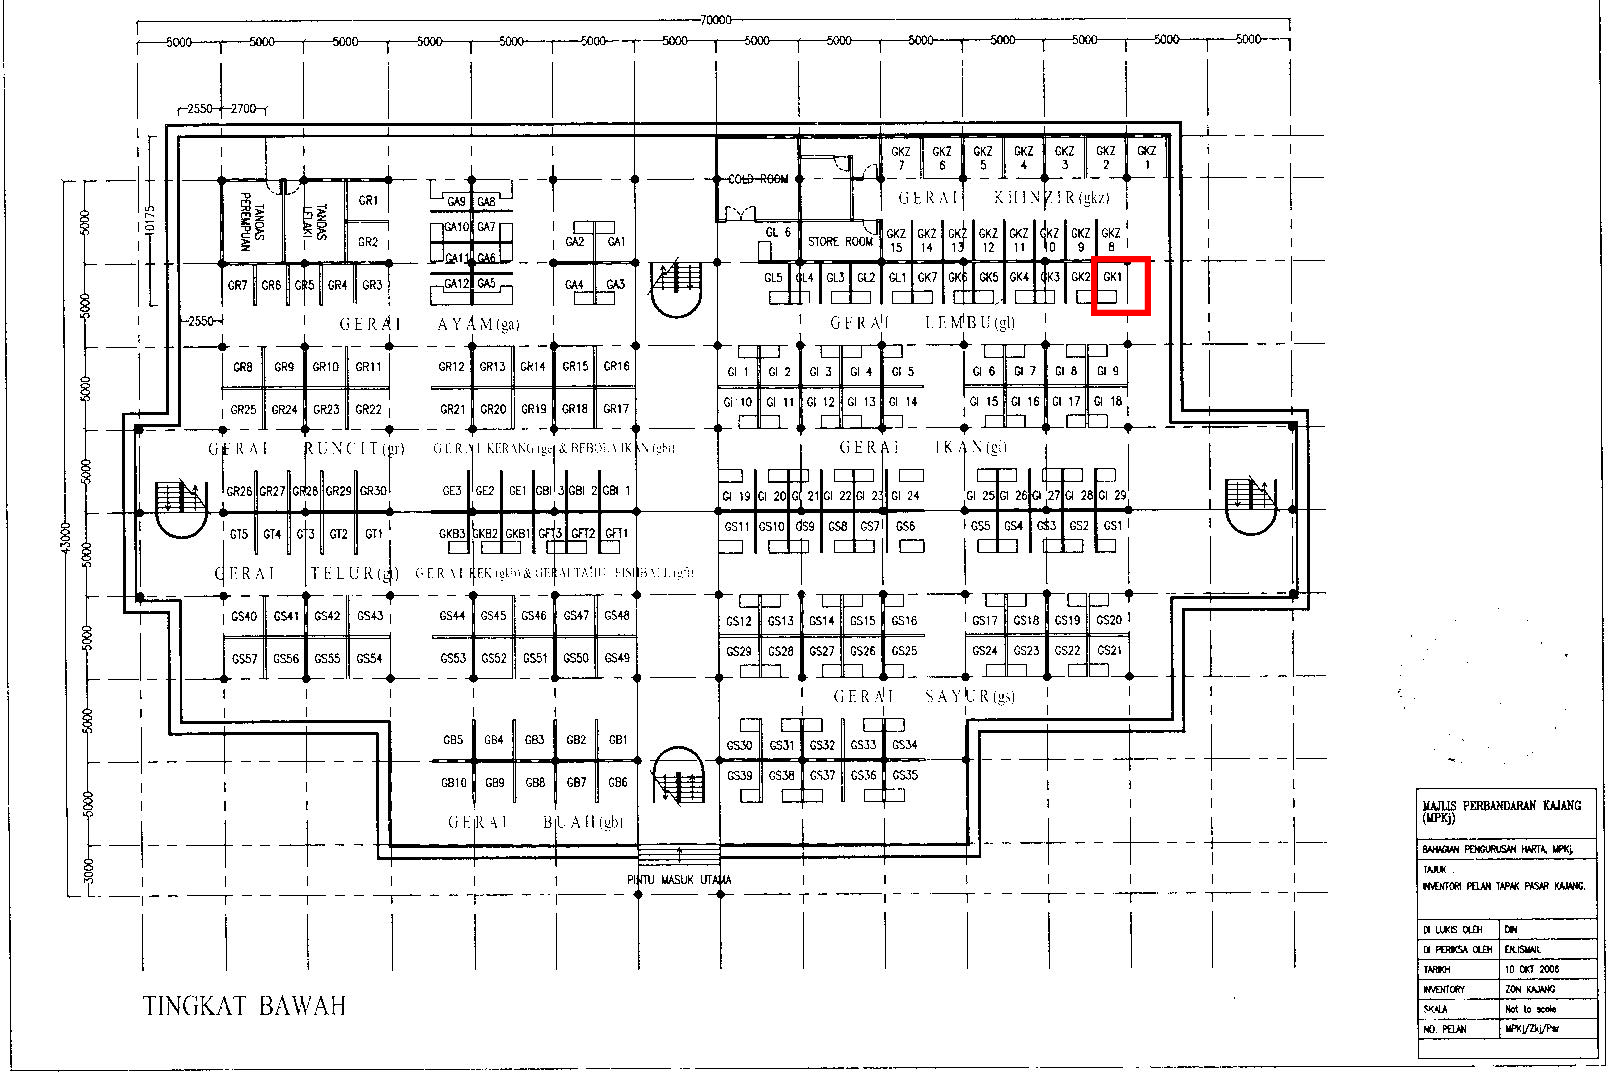 70000
5000 5000 5000 5000 5000 5000 5000 5000 5000 5000 5000 5000 5000 5000
2550 2700
GKZ 7 GKZ 6 GKZ 5 GKZ 4 GKZ 3 GKZ 2 GKZ 1
COLD ROOM
GERAI KHINZIR(gkz)
TANDAS PEREMPUAN
TANDAS LELAKI
GR1
GR2
GA9 GA8
GA10 GA7
GA11 GA6
GA12 GA5
GA2 GA1
GA4 GA3
GL 6
STORE ROOM
GKZ 15 GKZ 14 GKZ 13 GKZ 12 GKZ 11 GKZ 10 GKZ 9 GKZ 8
GR7 GR6 GR5 GR4 GR3
GL5 GL4 GL3 GL2 GL1 GK7 GK6 GK5 GK4 GK3 GK2 GK1
10175
2550
GERAI AYAM(ga)
GERAI LEMBU(gl)
GR8 GR9 GR10 GR11 GR12 GR13 GR14 GR15 GR16
GI 1 GI 2 GI 3 GI 4 GI 5 GI 6 GI 7 GI 8 GI 9
GR25 GR24 GR23 GR22 GR21 GR20 GR19 GR18 GR17
GI 10 GI 11 GI 12 GI 13 GI 14 GI 15 GI 16 GI 17 GI 18
GERAI RUNCIT(gr)
GERAI KERANG(ge) & BEBOLA IKAN(gbi)
GERAI IKAN(gi)
GR26 GR27 GR28 GR29 GR30 GE3 GE2 GE1 GBI 3 GBI 2 GBI 1
GI 19 GI 20 GI 21 GI 22 GI 23 GI 24 GI 25 GI 26 GI 27 GI 28 GI 29
GT5 GT4 GT3 GT2 GT1 GKB3 GKB2 GKB1 GFT3 GFT2 GFT1
GS11 GS10 GS9 GS8 GS7 GS6 GS5 GS4 GS3 GS2 GS1
GERAI TELUR(gt)
GERAI KEK(gkb) & GERAI TAHU FISHBALL(gft)
GS40 GS41 GS42 GS43 GS44 GS45 GS46 GS47 GS48
GS12 GS13 GS14 GS15 GS16 GS17 GS18 GS19 GS20
GS57 GS56 GS55 GS54 GS53 GS52 GS51 GS50 GS49
GS29 GS28 GS27 GS26 GS25 GS24 GS23 GS22 GS21
GERAI SAYUR(gs)
GB5 GB4 GB3 GB2 GB1
GS30 GS31 GS32 GS33 GS34
GB10 GB9 GB8 GB7 GB6
GS39 GS38 GS37 GS36 GS35
GERAI BUAH(gb)
PINTU MASUK UTAMA
5000
5000
5000
5000
5000
5000
5000
5000
3000
43000
TINGKAT BAWAH
MAJLIS PERBANDARAN KAJANG
(MPKj)
BAHAGIAN PENGURUSAN HARTA, MPKj.
TAJUK :
INVENTORI PELAN TAPAK PASAR KAJANG.
DI LUKIS OLEH DIN
DI PERIKSA OLEH EN.ISMAIL
TARIKH 10 OKT 2006
INVENTORY ZON KAJANG
SKALA Not to scale
NO. PELAN MPKj/Zkj/Psr